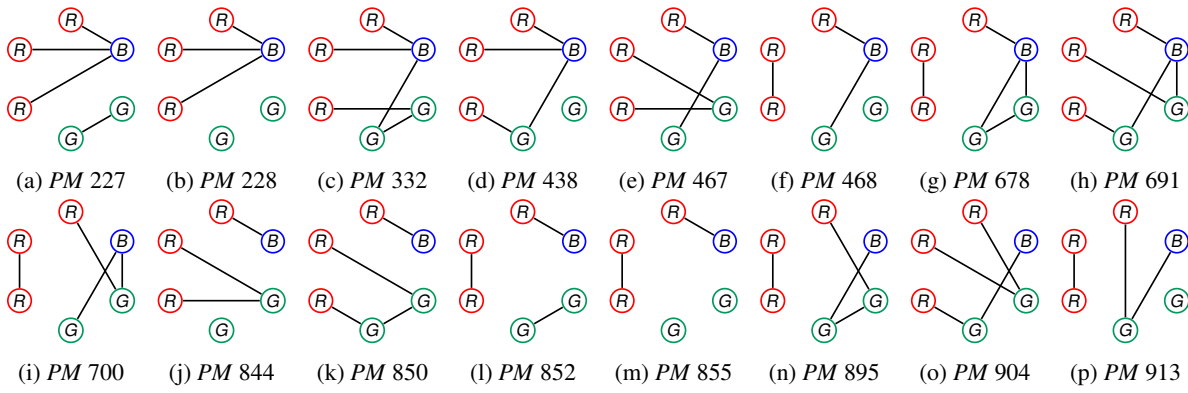 R R R R R R R R
R B R B R B R B R B R B R B R B
R G R G R G R G R G R G R G R G
G G G G G G G G
(a) PM 227 (b) PM 228 (c) PM 332 (d) PM 438 (e) PM 467 (f) PM 468 (g) PM 678 (h) PM 691
R R R R R R R R
R B R B R B R B R B R B R B R B
R G R G R G R G R G R G R G R G
G G G G G G G G
(i) PM 700 (j) PM 844 (k) PM 850 (l) PM 852 (m) PM 855 (n) PM 895 (o) PM 904 (p) PM 913